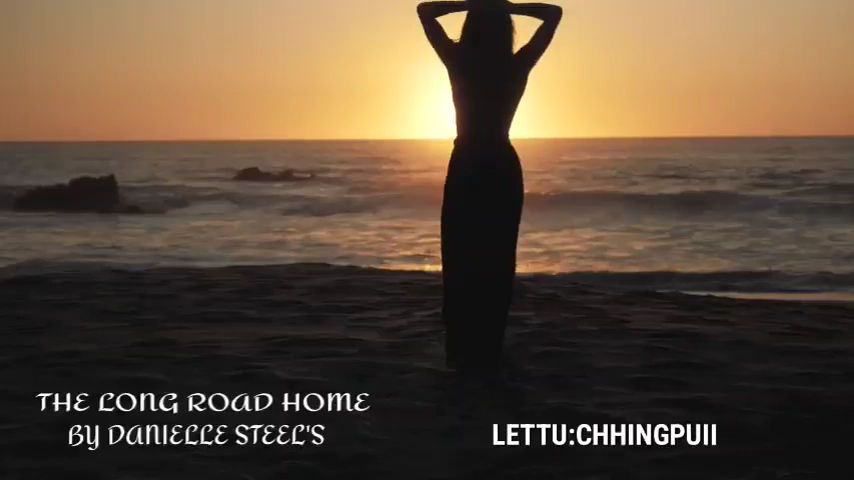 THE LONG ROAD HOME
BY DANIELLE STEEL'S
LETTU:CHHINGPUII